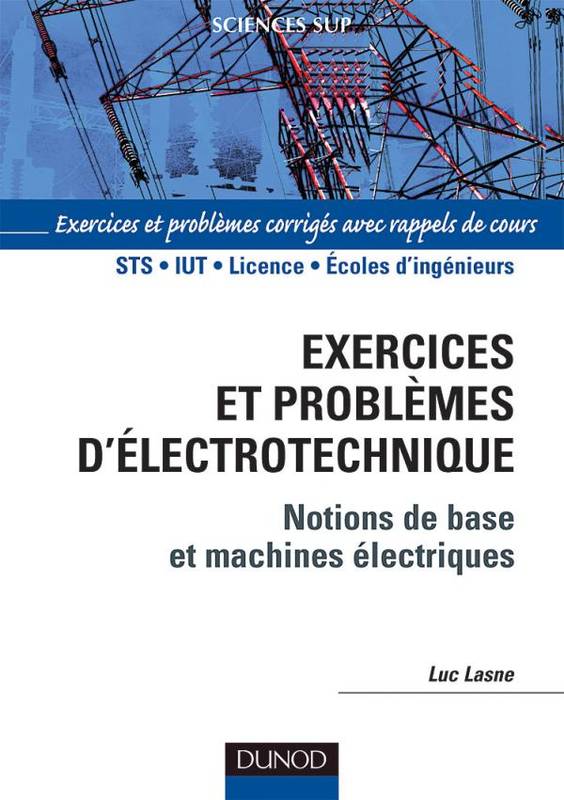 SCIENCES SUP
Exercices et problèmes corrigés avec rappels de cours
STS • IUT • Licence • Écoles d'ingénieurs
EXERCICES
ET PROBLÈMES
D'ÉLECTROTECHNIQUE
Notions de base
et machines électriques
Luc Lasne
DUNOD